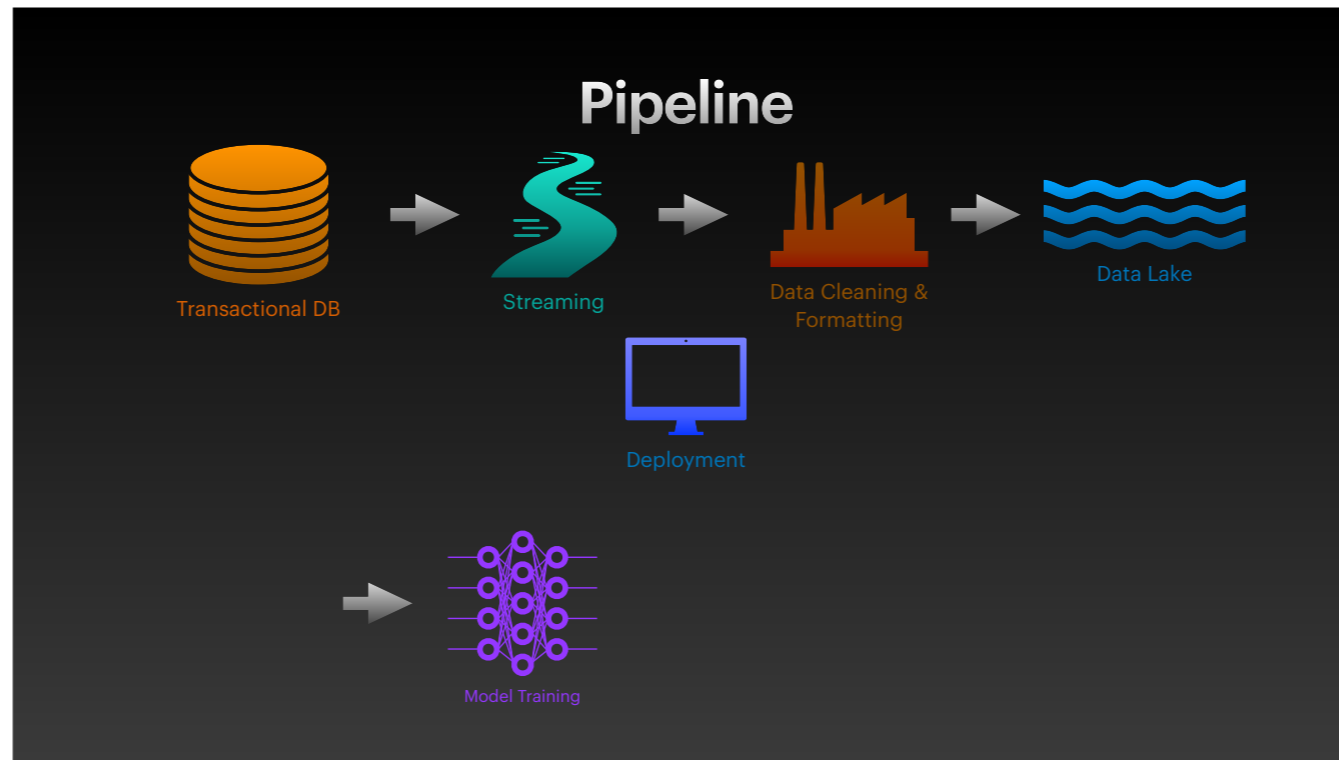 Pipeline
Transactional DB
Streaming
Data Cleaning &
Formatting
Data Lake
Deployment
Model Training